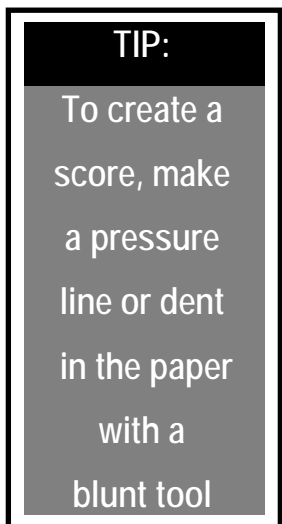 TIP:
To create a
score, make
a pressure
line or dent
in the paper
with a
blunt tool